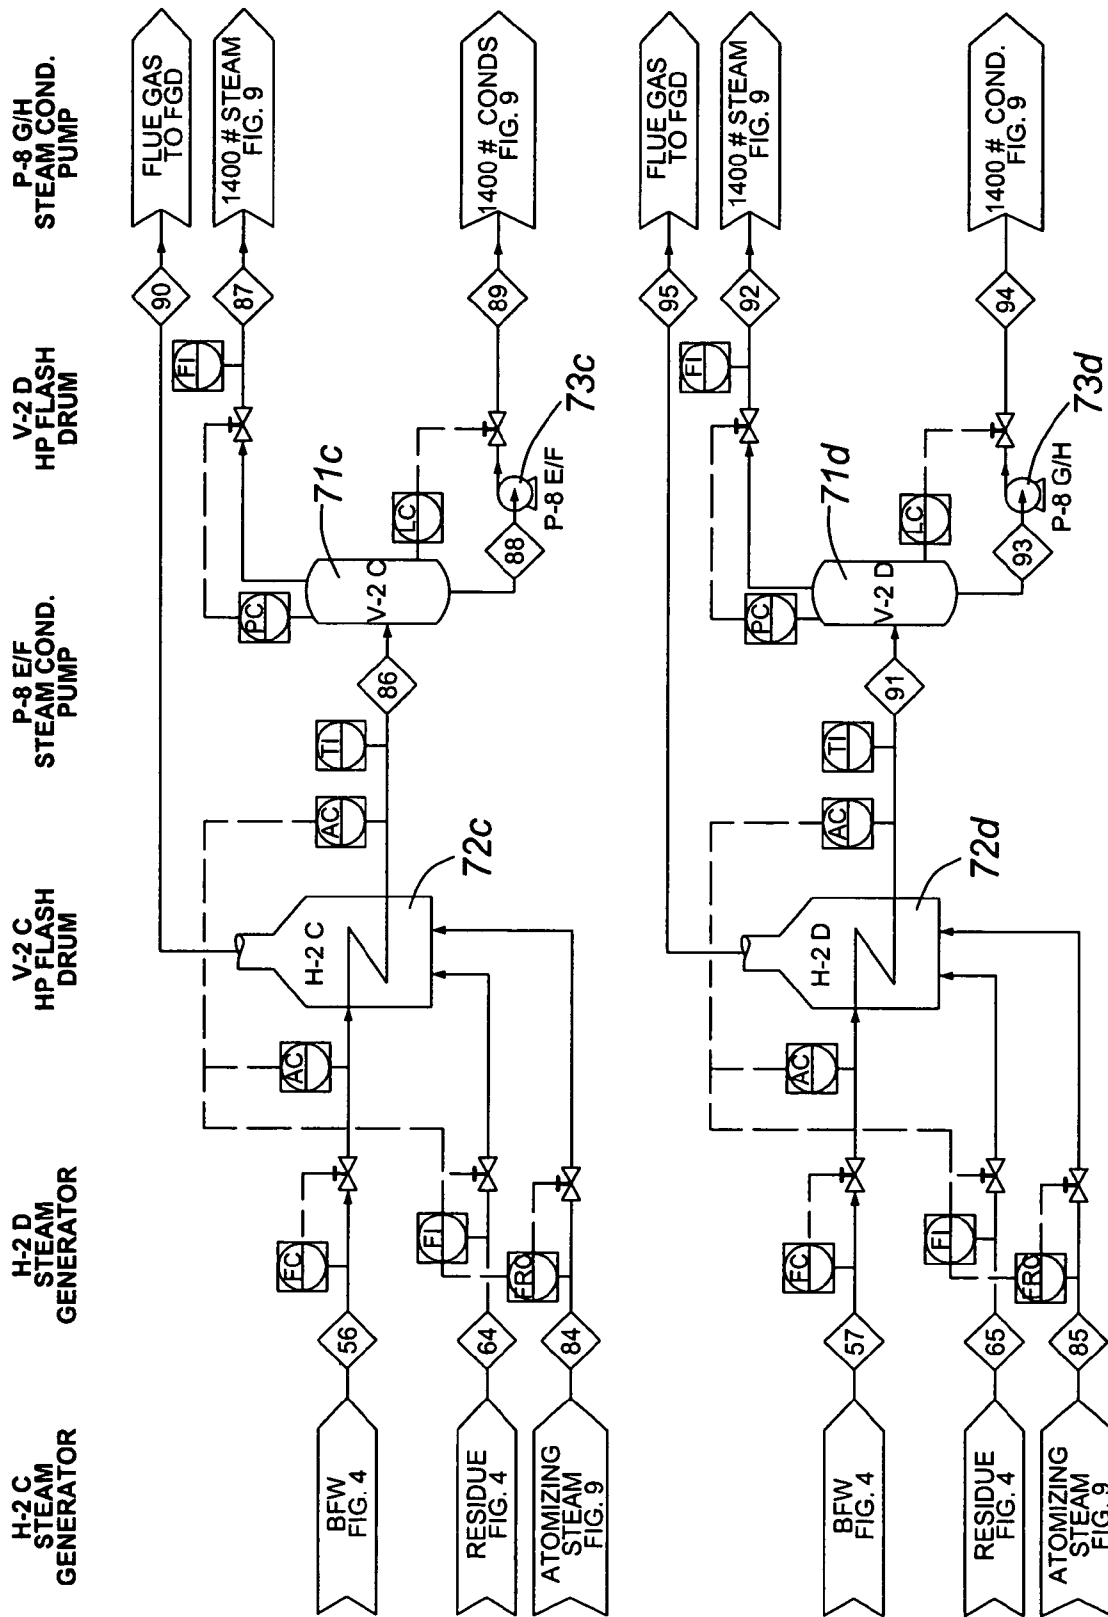 H-2 C
STEAM
GENERATOR
H-2 D
STEAM
GENERATOR
V-2 C
HP FLASH
DRUM
P-8 E/F
STEAM COND.
PUMP
V-2 D
HP FLASH
DRUM
P-8 G/H
STEAM COND.
PUMP
FLUE GAS
TO FGD
90
1400 # STEAM
FIG. 9
87
FI
PC
71c
V-2 C
LC
1400 # CONDS
FIG. 9
89
73c
P-8 E/F
88
86
TI
AC
72c
H-2 C
AC
FC
56
BFW
FIG. 4
FI
64
RESIDUE
FIG. 4
FRC
84
ATOMIZING
STEAM
FIG. 9
FLUE GAS
TO FGD
95
1400 # STEAM
FIG. 9
92
FI
PC
71d
V-2 D
LC
1400 # COND.
FIG. 9
94
73d
P-8 G/H
93
91
TI
AC
72d
H-2 D
AC
FC
57
BFW
FIG. 4
FI
65
RESIDUE
FIG. 4
FRC
85
ATOMIZING
STEAM
FIG. 9